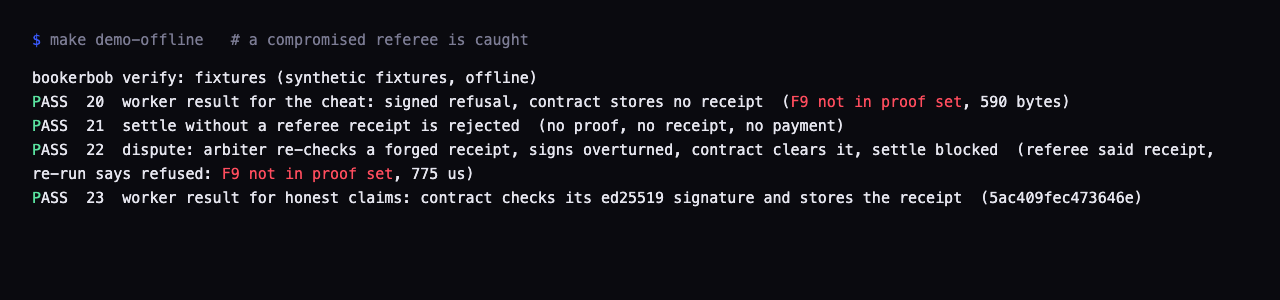 $ make demo-offline   # a compromised referee is caught
bookerbob verify: fixtures (synthetic fixtures, offline)
PASS  20  worker result for the cheat: signed refusal, contract stores no receipt  (F9 not in proof set, 590 bytes)
PASS  21  settle without a referee receipt is rejected  (no proof, no receipt, no payment)
PASS  22  dispute: arbiter re-checks a forged receipt, signs overturned, contract clears it, settle blocked  (referee said receipt,
re-run says refused: F9 not in proof set, 775 us)
PASS  23  worker result for honest claims: contract checks its ed25519 signature and stores the receipt  (5ac409fec473646e)